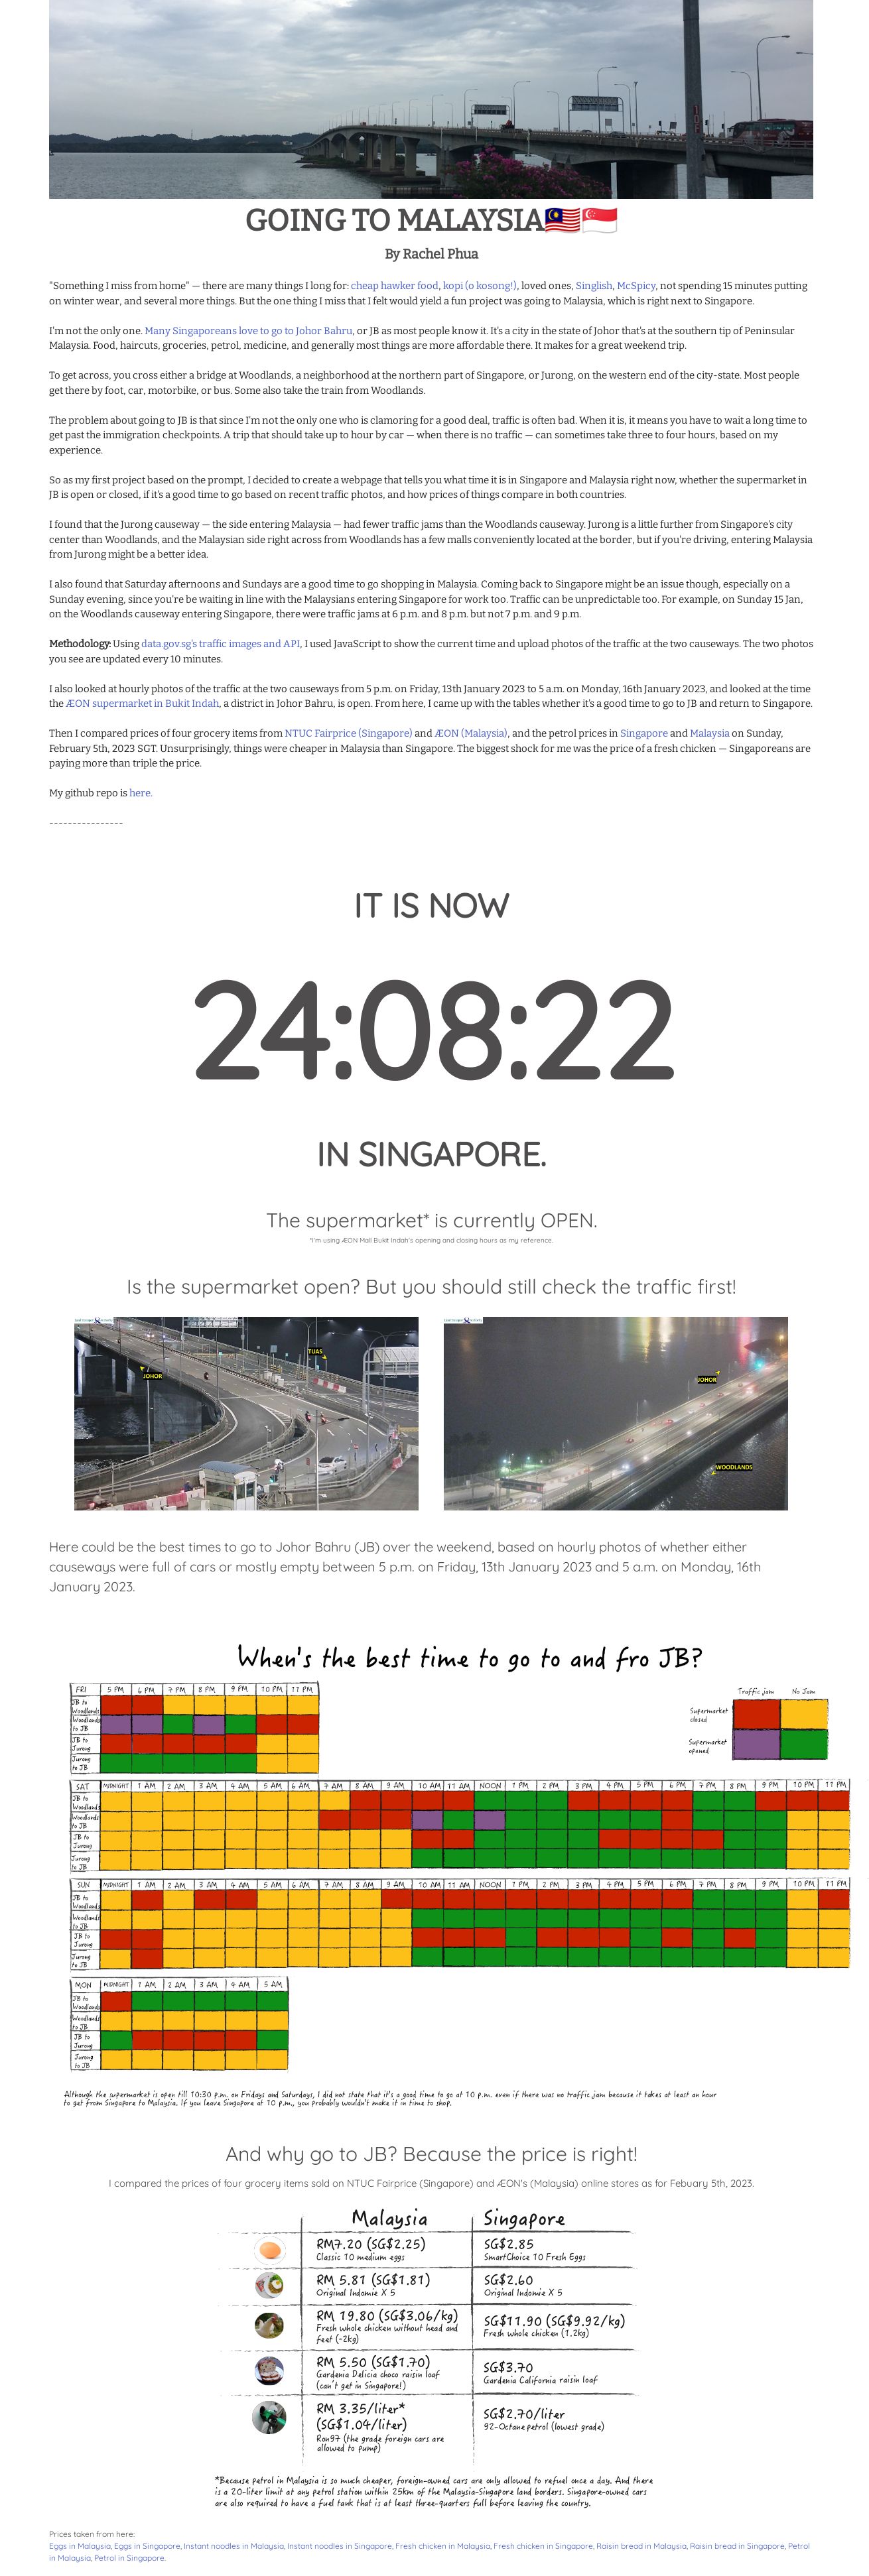 GOING TO MALAYSIA🇲🇾🇸🇬
By Rachel Phua
"Something I miss from home" — there are many things I long for: cheap hawker food, kopi (o kosong!), loved ones, Singlish, McSpicy, not spending 15 minutes putting
on winter wear, and several more things. But the one thing I miss that I felt would yield a fun project was going to Malaysia, which is right next to Singapore.
I'm not the only one. Many Singaporeans love to go to Johor Bahru, or JB as most people know it. It's a city in the state of Johor that's at the southern tip of Peninsular
Malaysia. Food, haircuts, groceries, petrol, medicine, and generally most things are more affordable there. It makes for a great weekend trip.
To get across, you cross either a bridge at Woodlands, a neighborhood at the northern part of Singapore, or Jurong, on the western end of the city-state. Most people
get there by foot, car, motorbike, or bus. Some also take the train from Woodlands.
The problem about going to JB is that since I'm not the only one who is clamoring for a good deal, traffic is often bad. When it is, it means you have to wait a long time to
get past the immigration checkpoints. A trip that should take up to hour by car — when there is no traffic — can sometimes take three to four hours, based on my
experience.
So as my first project based on the prompt, I decided to create a webpage that tells you what time it is in Singapore and Malaysia right now, whether the supermarket in
JB is open or closed, if it's a good time to go based on recent traffic photos, and how prices of things compare in both countries.
I found that the Jurong causeway — the side entering Malaysia — had fewer traffic jams than the Woodlands causeway. Jurong is a little further from Singapore's city
center than Woodlands, and the Malaysian side right across from Woodlands has a few malls conveniently located at the border, but if you're driving, entering Malaysia
from Jurong might be a better idea.
I also found that Saturday afternoons and Sundays are a good time to go shopping in Malaysia. Coming back to Singapore might be an issue though, especially on a
Sunday evening, since you're be waiting in line with the Malaysians entering Singapore for work too. Traffic can be unpredictable too. For example, on Sunday 15 Jan,
on the Woodlands causeway entering Singapore, there were traffic jams at 6 p.m. and 8 p.m. but not 7 p.m. and 9 p.m.
Methodology: Using data.gov.sg's traffic images and API, I used JavaScript to show the current time and upload photos of the traffic at the two causeways. The two photos
you see are updated every 10 minutes.
I also looked at hourly photos of the traffic at the two causeways from 5 p.m. on Friday, 13th January 2023 to 5 a.m. on Monday, 16th January 2023, and looked at the time
the ÆON supermarket in Bukit Indah, a district in Johor Bahru, is open. From here, I came up with the tables whether it's a good time to go to JB and return to Singapore.
Then I compared prices of four grocery items from NTUC Fairprice (Singapore) and ÆON (Malaysia), and the petrol prices in Singapore and Malaysia on Sunday,
February 5th, 2023 SGT. Unsurprisingly, things were cheaper in Malaysia than Singapore. The biggest shock for me was the price of a fresh chicken — Singaporeans are
paying more than triple the price.
My github repo is here.
----------------
IT IS NOW
24:08:22
IN SINGAPORE.
The supermarket* is currently OPEN.
*I'm using ÆON Mall Bukit Indah's opening and closing hours as my reference.
Is the supermarket open? But you should still check the traffic first!
TUAS
JOHOR
JOHOR
WOODLANDS
Here could be the best times to go to Johor Bahru (JB) over the weekend, based on hourly photos of whether either
causeways were full of cars or mostly empty between 5 p.m. on Friday, 13th January 2023 and 5 a.m. on Monday, 16th
January 2023.
When's the best time to go to and fro JB?
Traffic jam No Jam
Supermarket closed
Supermarket opened
FRI 5 PM 6 PM 7 PM 8 PM 9 PM 10 PM 11 PM
JB to Woodlands
Woodlands to JB
JB to Jurong
Jurong to JB
SAT MIDNIGHT 1 AM 2 AM 3 AM 4 AM 5 AM 6 AM 7 AM 8 AM 9 AM 10 AM 11 AM NOON 1 PM 2 PM 3 PM 4 PM 5 PM 6 PM 7 PM 8 PM 9 PM 10 PM 11 PM
JB to Woodlands
Woodlands to JB
JB to Jurong
Jurong to JB
SUN MIDNIGHT 1 AM 2 AM 3 AM 4 AM 5 AM 6 AM 7 AM 8 AM 9 AM 10 AM 11 AM NOON 1 PM 2 PM 3 PM 4 PM 5 PM 6 PM 7 PM 8 PM 9 PM 10 PM 11 PM
JB to Woodlands
Woodlands to JB
JB to Jurong
Jurong to JB
MON MIDNIGHT 1 AM 2 AM 3 AM 4 AM 5 AM
JB to Woodlands
Woodlands to JB
JB to Jurong
Jurong to JB
Although the supermarket is open till 10:30 p.m. on Fridays and Saturdays, I did not state that it's a good time to go at 10 p.m. even if there was no traffic jam because it takes at least an hour
to get from Singapore to Malaysia. If you leave Singapore at 10 p.m., you probably wouldn't make it in time to shop.
And why go to JB? Because the price is right!
I compared the prices of four grocery items sold on NTUC Fairprice (Singapore) and ÆON's (Malaysia) online stores as for Febuary 5th, 2023.
Malaysia Singapore
RM7.20 (SG$2.25) SG$2.85
Classic 10 medium eggs SmartChoice 10 Fresh Eggs
RM 5.81 (SG$1.81) SG$2.60
Original Indomie X 5 Original Indomie X 5
RM 19.80 (SG$3.06/kg) SG$11.90 (SG$9.92/kg)
Fresh whole chicken without head and Fresh whole chicken (1.2kg)
feet (~2kg)
RM 5.50 (SG$1.70) SG$3.70
Gardenia Delicia choco raisin loaf Gardenia California raisin loaf
(can't get in Singapore!)
RM 3.35/liter* SG$2.70/liter
(SG$1.04/liter) 92-Octane petrol (lowest grade)
Ron97 (the grade foreign cars are
allowed to pump)
*Because petrol in Malaysia is so much cheaper, foreign-owned cars are only allowed to refuel once a day. And there
is a 20-liter limit at any petrol station within 25km of the Malaysia-Singapore land borders. Singapore-owned cars
are also required to have a fuel tank that is at least three-quarters full before leaving the country.
Prices taken from here:
Eggs in Malaysia, Eggs in Singapore, Instant noodles in Malaysia, Instant noodles in Singapore, Fresh chicken in Malaysia, Fresh chicken in Singapore, Raisin bread in Malaysia, Raisin bread in Singapore, Petrol
in Malaysia, Petrol in Singapore.